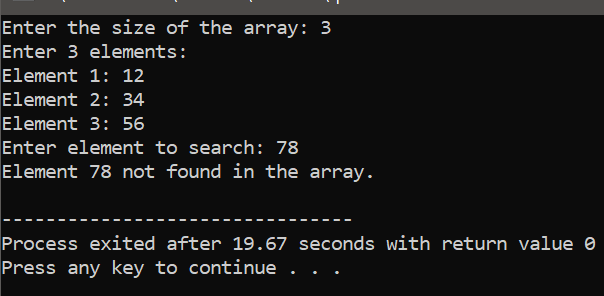 Enter the size of the array: 3
Enter 3 elements:
Element 1: 12
Element 2: 34
Element 3: 56
Enter element to search: 78
Element 78 not found in the array.
--------------------------------
Process exited after 19.67 seconds with return value 0
Press any key to continue . . .